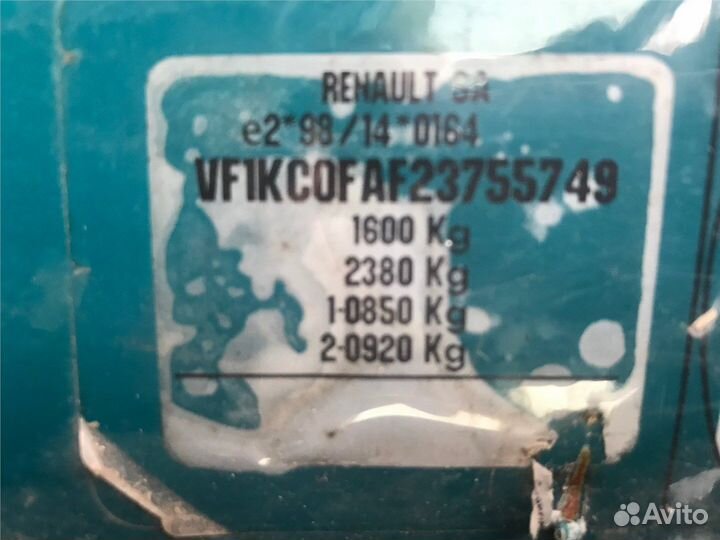 RENAULT SA
e2*98/14*0164
VF1KC0FAF23755749
1600 Kg
2380 Kg
1-0850 Kg
2-0920 Kg
Avito